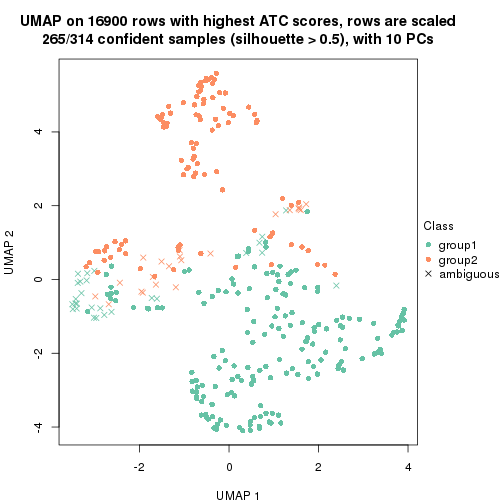 UMAP on 16900 rows with highest ATC scores, rows are scaled
265/314 confident samples (silhouette > 0.5), with 10 PCs
4
2
0
-2
-4
UMAP 2
-2
0
2
4
UMAP 1
Class
group1
group2
ambiguous